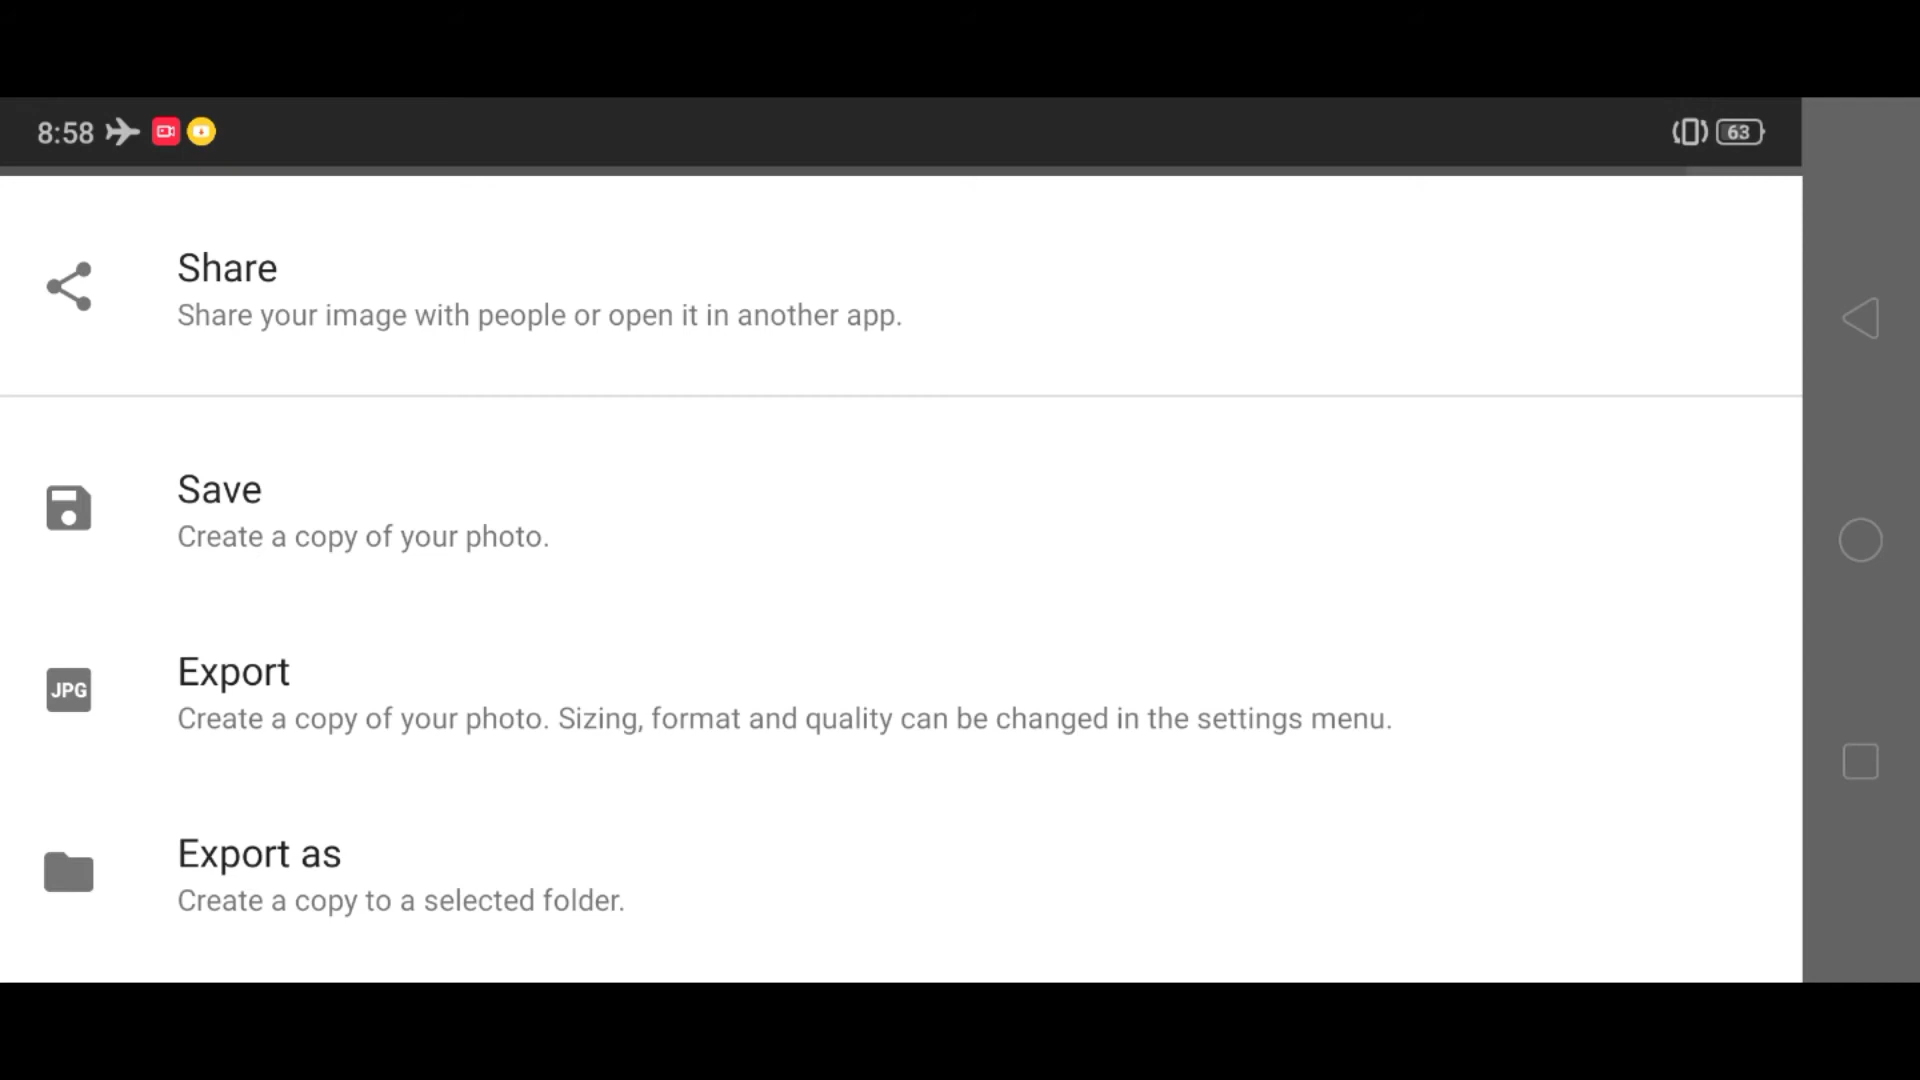 8:58
63
Share
Share your image with people or open it in another app.
Save
Create a copy of your photo.
JPG
Export
Create a copy of your photo. Sizing, format and quality can be changed in the settings menu.
Export as
Create a copy to a selected folder.